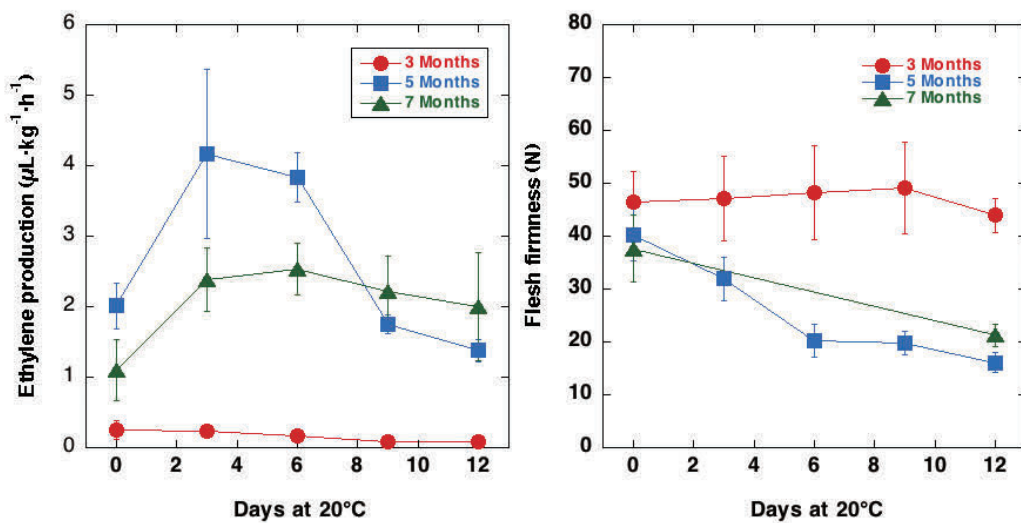 Ethylene production (µL·kg⁻¹·h⁻¹)
6
5
4
3
2
1
0
3 Months
5 Months
7 Months
0 2 4 6 8 10 12
Days at 20°C
Flesh firmness (N)
80
70
60
50
40
30
20
10
0
3 Months
5 Months
7 Months
0 2 4 6 8 10 12
Days at 20°C